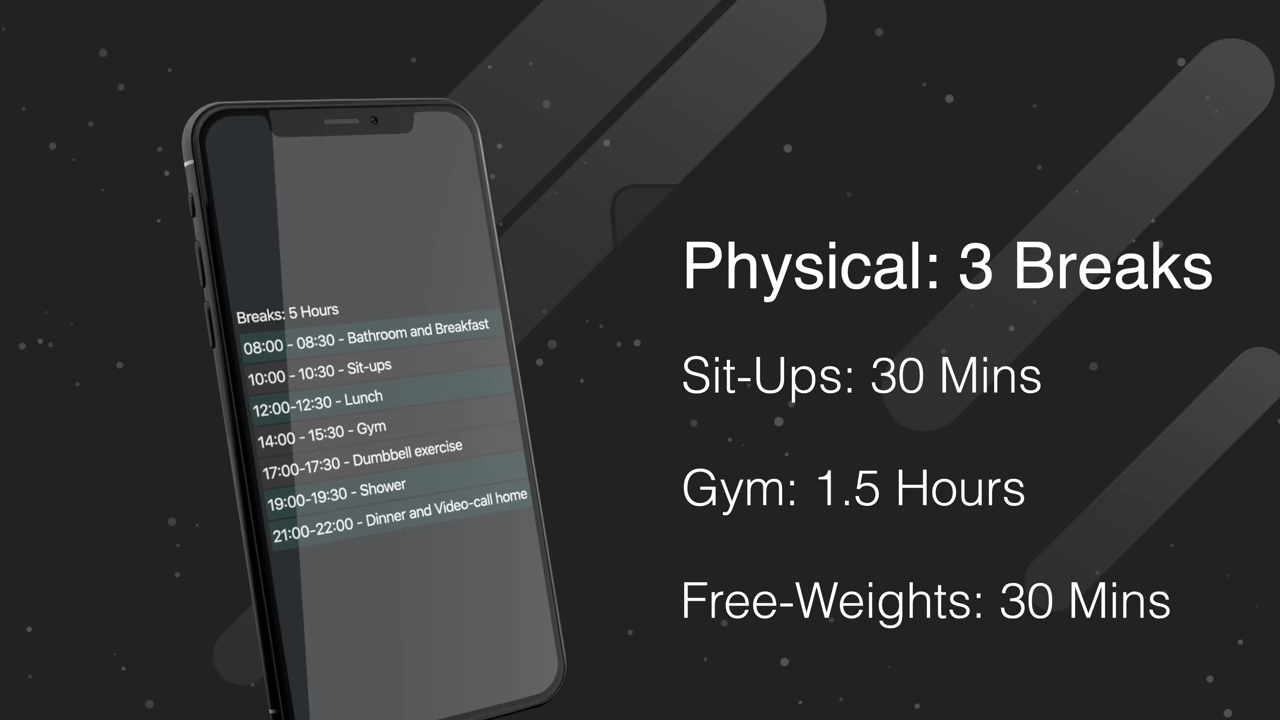 Breaks: 5 Hours
08:00 - 08:30 - Bathroom and Breakfast
10:00 - 10:30 - Sit-ups
12:00-12:30 - Lunch
14:00 - 15:30 - Gym
17:00-17:30 - Dumbbell exercise
19:00-19:30 - Shower
21:00-22:00 - Dinner and Video-call home
Physical: 3 Breaks
Sit-Ups: 30 Mins
Gym: 1.5 Hours
Free-Weights: 30 Mins